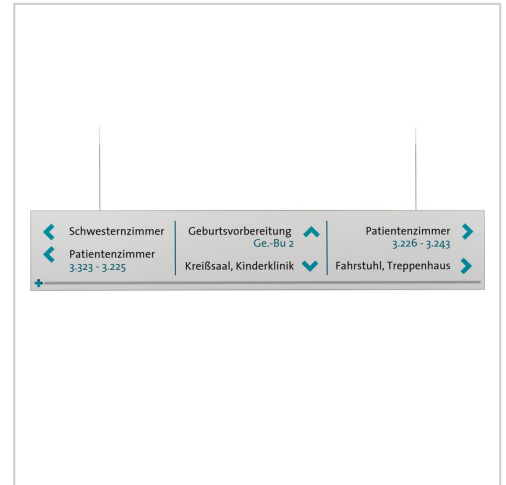 Schwesternzimmer
Patientenzimmer
3.323 - 3.225
Geburtsvorbereitung
Ge.-Bu 2
Kreißsaal, Kinderklinik
Patientenzimmer
3.226 - 3.243
Fahrstuhl, Treppenhaus